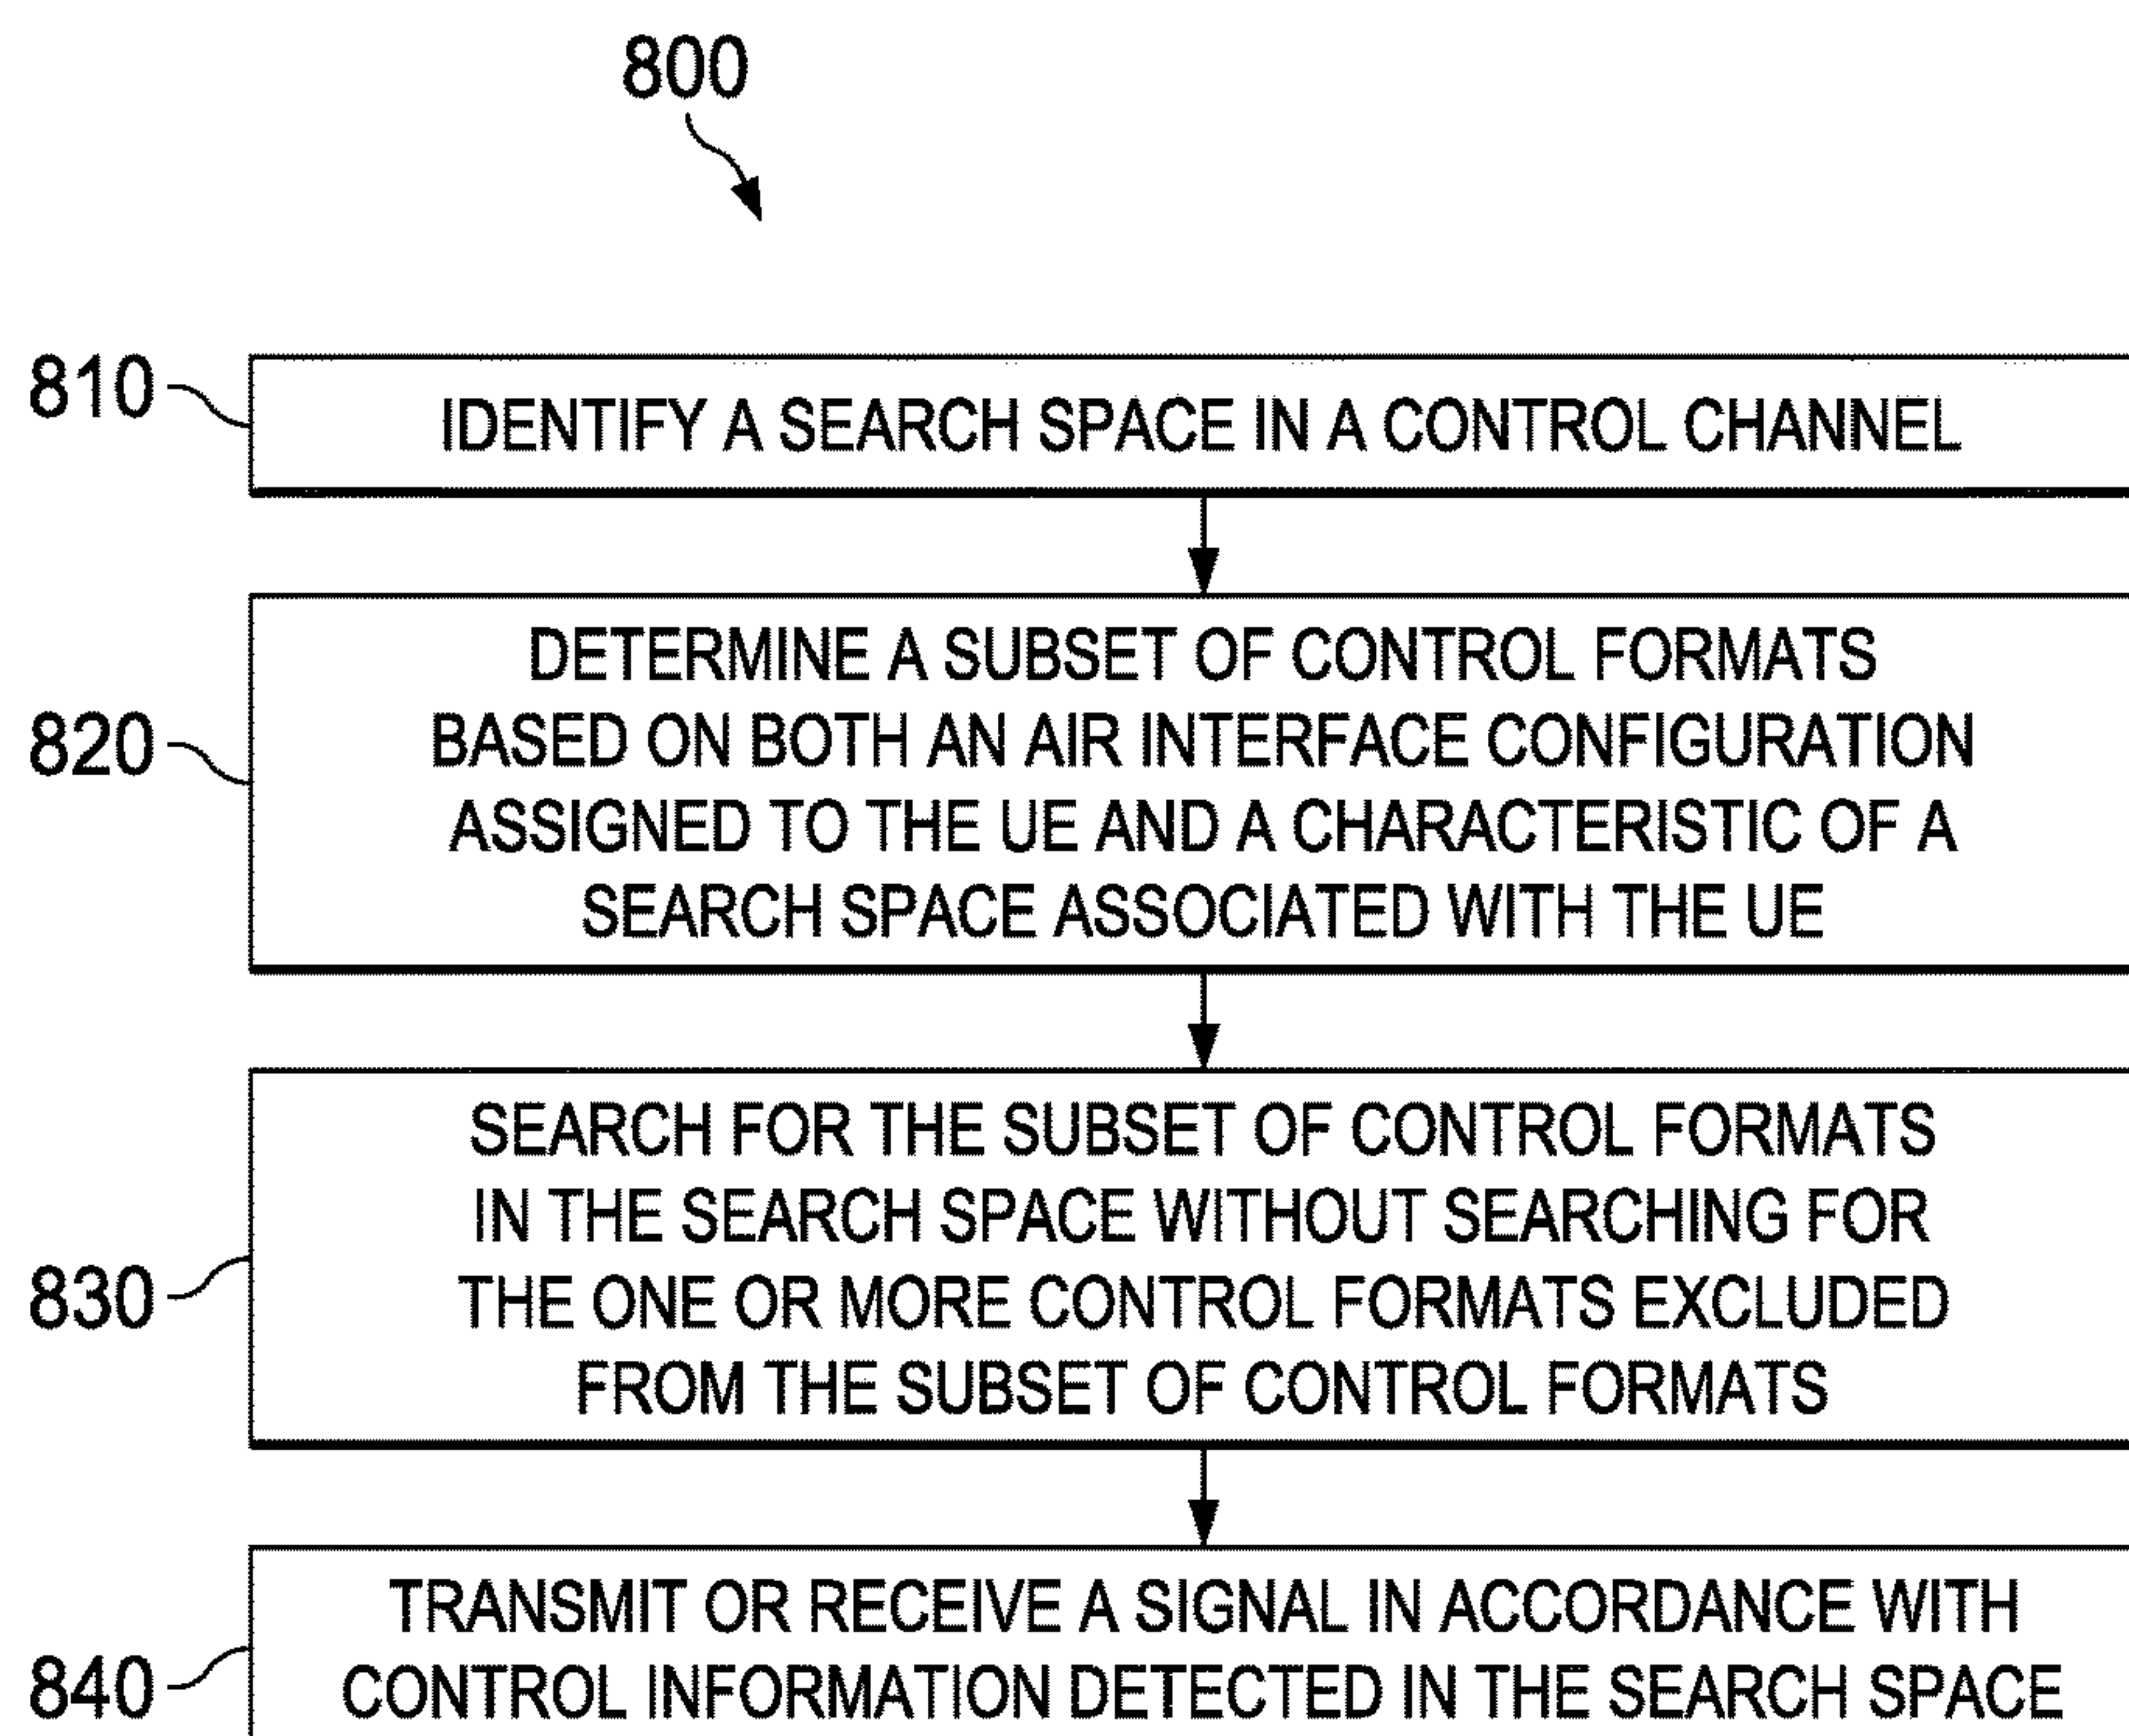 800
810
IDENTIFY A SEARCH SPACE IN A CONTROL CHANNEL
820
DETERMINE A SUBSET OF CONTROL FORMATS
BASED ON BOTH AN AIR INTERFACE CONFIGURATION
ASSIGNED TO THE UE AND A CHARACTERISTIC OF A
SEARCH SPACE ASSOCIATED WITH THE UE
830
SEARCH FOR THE SUBSET OF CONTROL FORMATS
IN THE SEARCH SPACE WITHOUT SEARCHING FOR
THE ONE OR MORE CONTROL FORMATS EXCLUDED
FROM THE SUBSET OF CONTROL FORMATS
840
TRANSMIT OR RECEIVE A SIGNAL IN ACCORDANCE WITH
CONTROL INFORMATION DETECTED IN THE SEARCH SPACE